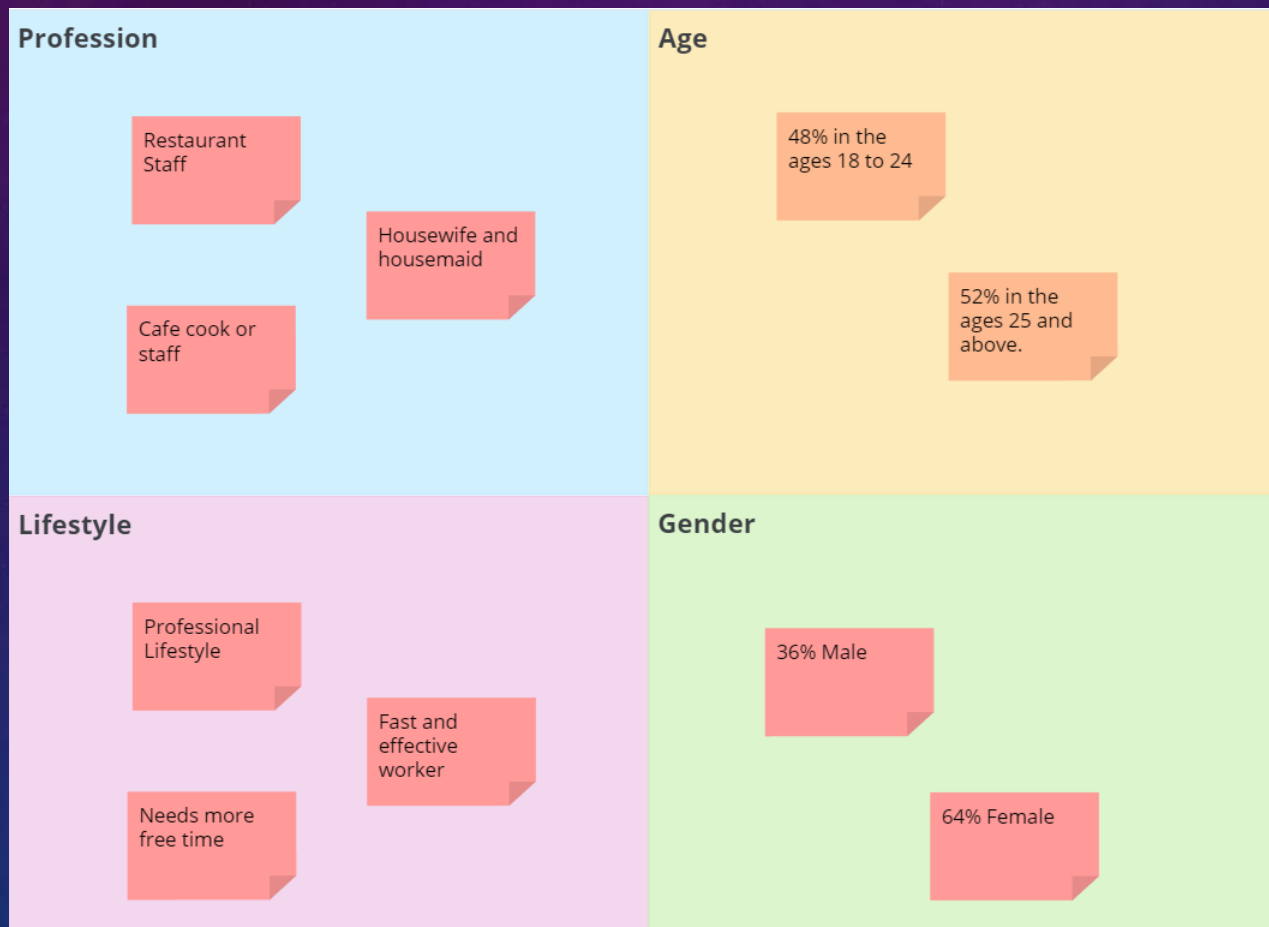 Profession
Restaurant
Staff
Housewife and
housemaid
Cafe cook or
staff
Age
48% in the
ages 18 to 24
52% in the
ages 25 and
above.
Lifestyle
Professional
Lifestyle
Fast and
effective
worker
Needs more
free time
Gender
36% Male
64% Female